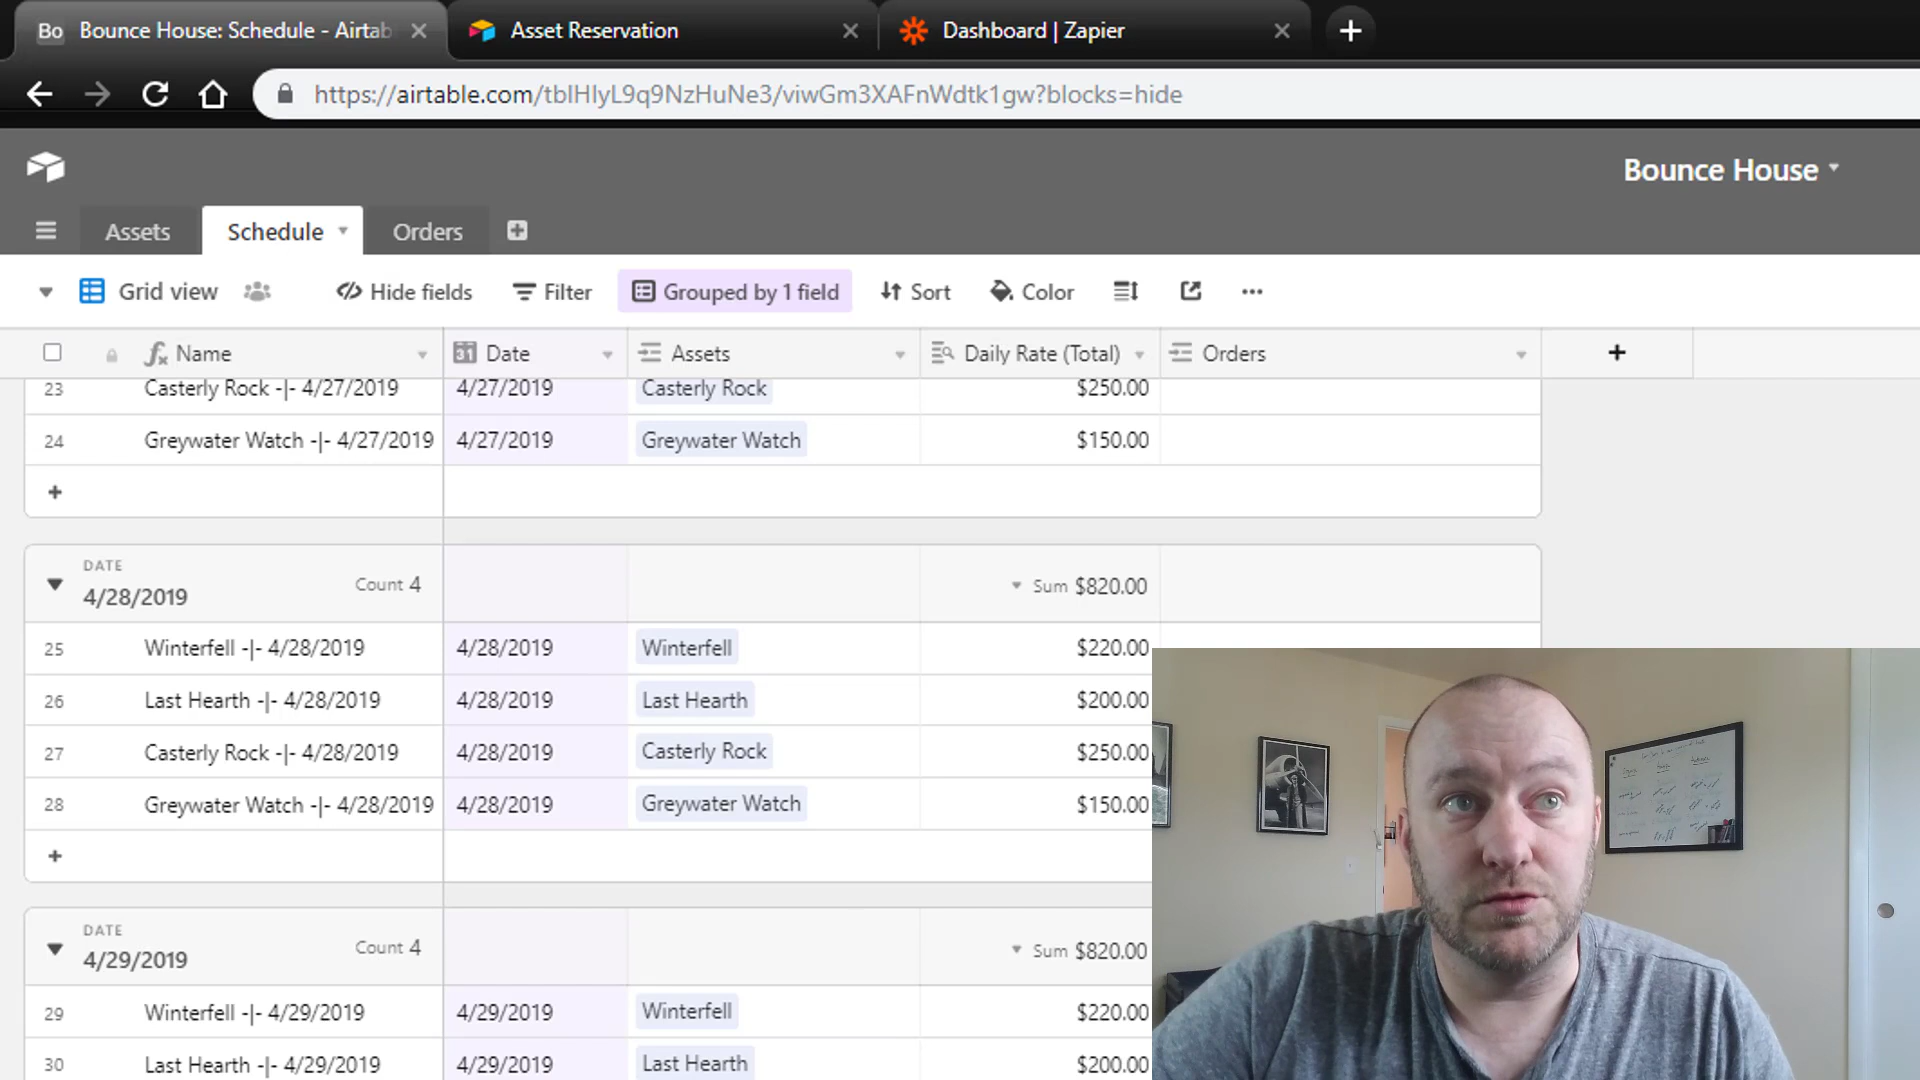 Bo Bounce House: Schedule - Airtab
Asset Reservation
Dashboard | Zapier
https://airtable.com/tblHlyL9q9NzHuNe3/viwGm3XAFnWdtk1gw?blocks=hide
Bounce House
Assets Schedule Orders
Grid view Hide fields Filter Grouped by 1 field Sort Color
Name Date Assets Daily Rate (Total) Orders
23 Casterly Rock -|- 4/27/2019 4/27/2019 Casterly Rock $250.00
24 Greywater Watch -|- 4/27/2019 4/27/2019 Greywater Watch $150.00
DATE
4/28/2019 Count 4 Sum $820.00
25 Winterfell -|- 4/28/2019 4/28/2019 Winterfell $220.00
26 Last Hearth -|- 4/28/2019 4/28/2019 Last Hearth $200.00
27 Casterly Rock -|- 4/28/2019 4/28/2019 Casterly Rock $250.00
28 Greywater Watch -|- 4/28/2019 4/28/2019 Greywater Watch $150.00
DATE
4/29/2019 Count 4 Sum $820.00
29 Winterfell -|- 4/29/2019 4/29/2019 Winterfell $220.00
30 Last Hearth -|- 4/29/2019 4/29/2019 Last Hearth $200.00